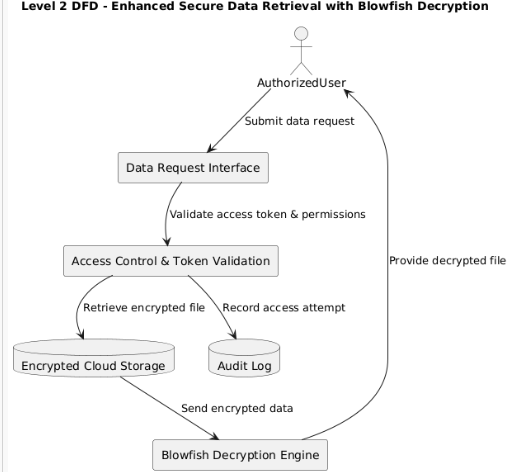 Level 2 DFD - Enhanced Secure Data Retrieval with Blowfish Decryption
AuthorizedUser
Submit data request
Data Request Interface
Validate access token & permissions
Access Control & Token Validation
Provide decrypted file
Retrieve encrypted file
Record access attempt
Encrypted Cloud Storage
Audit Log
Send encrypted data
Blowfish Decryption Engine